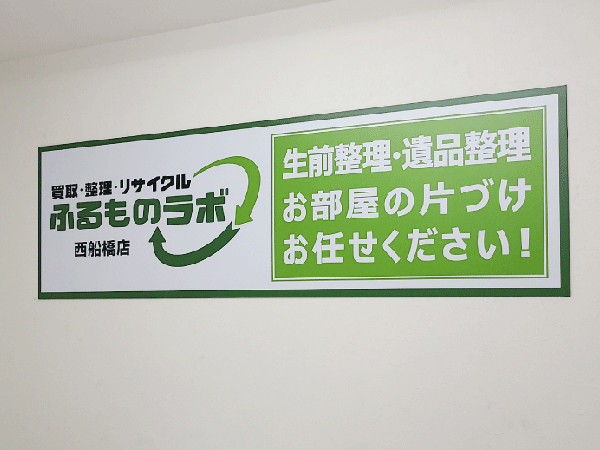 買取・整理・リサイクル
ふるものラボ
西船橋店
生前整理・遺品整理
お部屋の片づけ
お任せください！